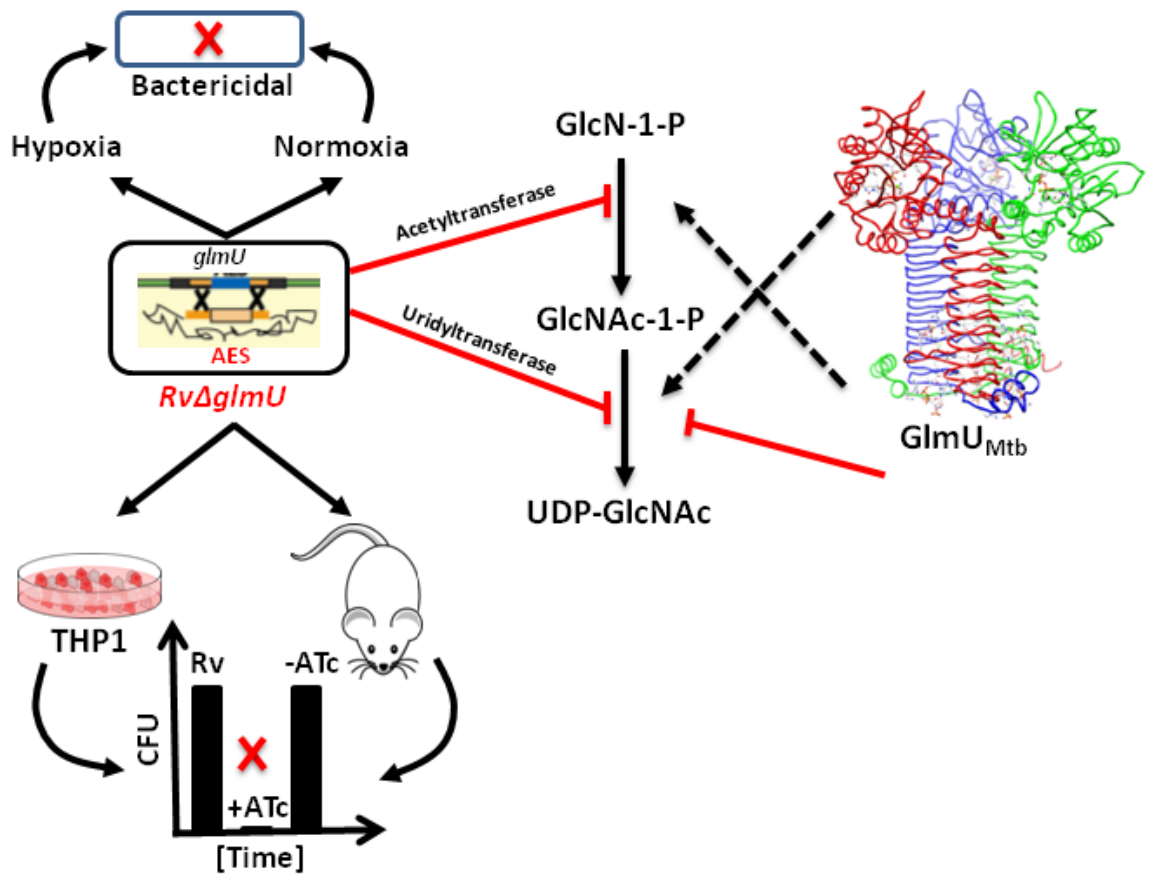 Bactericidal
Hypoxia
Normoxia
glmU
AES
RvΔglmU
Acetyltransferase
Uridyltransferase
GlcN-1-P
GlcNAc-1-P
UDP-GlcNAc
GlmUMtb
THP1
Rv
-ATc
+ATc
CFU
[Time]